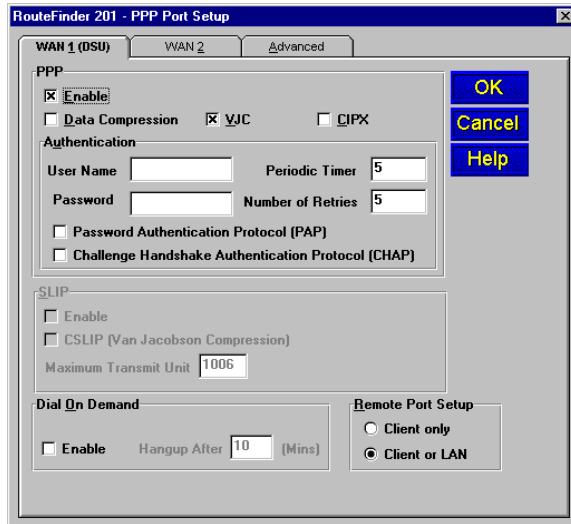 RouteFinder 201 - PPP Port Setup
WAN 1 (DSU) WAN 2 Advanced
PPP
Enable
Data Compression VJC CIPX
Authentication
User Name Periodic Timer 5
Password Number of Retries 5
Password Authentication Protocol (PAP)
Challenge Handshake Authentication Protocol (CHAP)
OK
Cancel
Help
SLIP
Enable
CSLIP (Van Jacobson Compression)
Maximum Transmit Unit 1006
Dial On Demand
Enable Hangup After 10 (Mins)
Remote Port Setup
Client only
Client or LAN